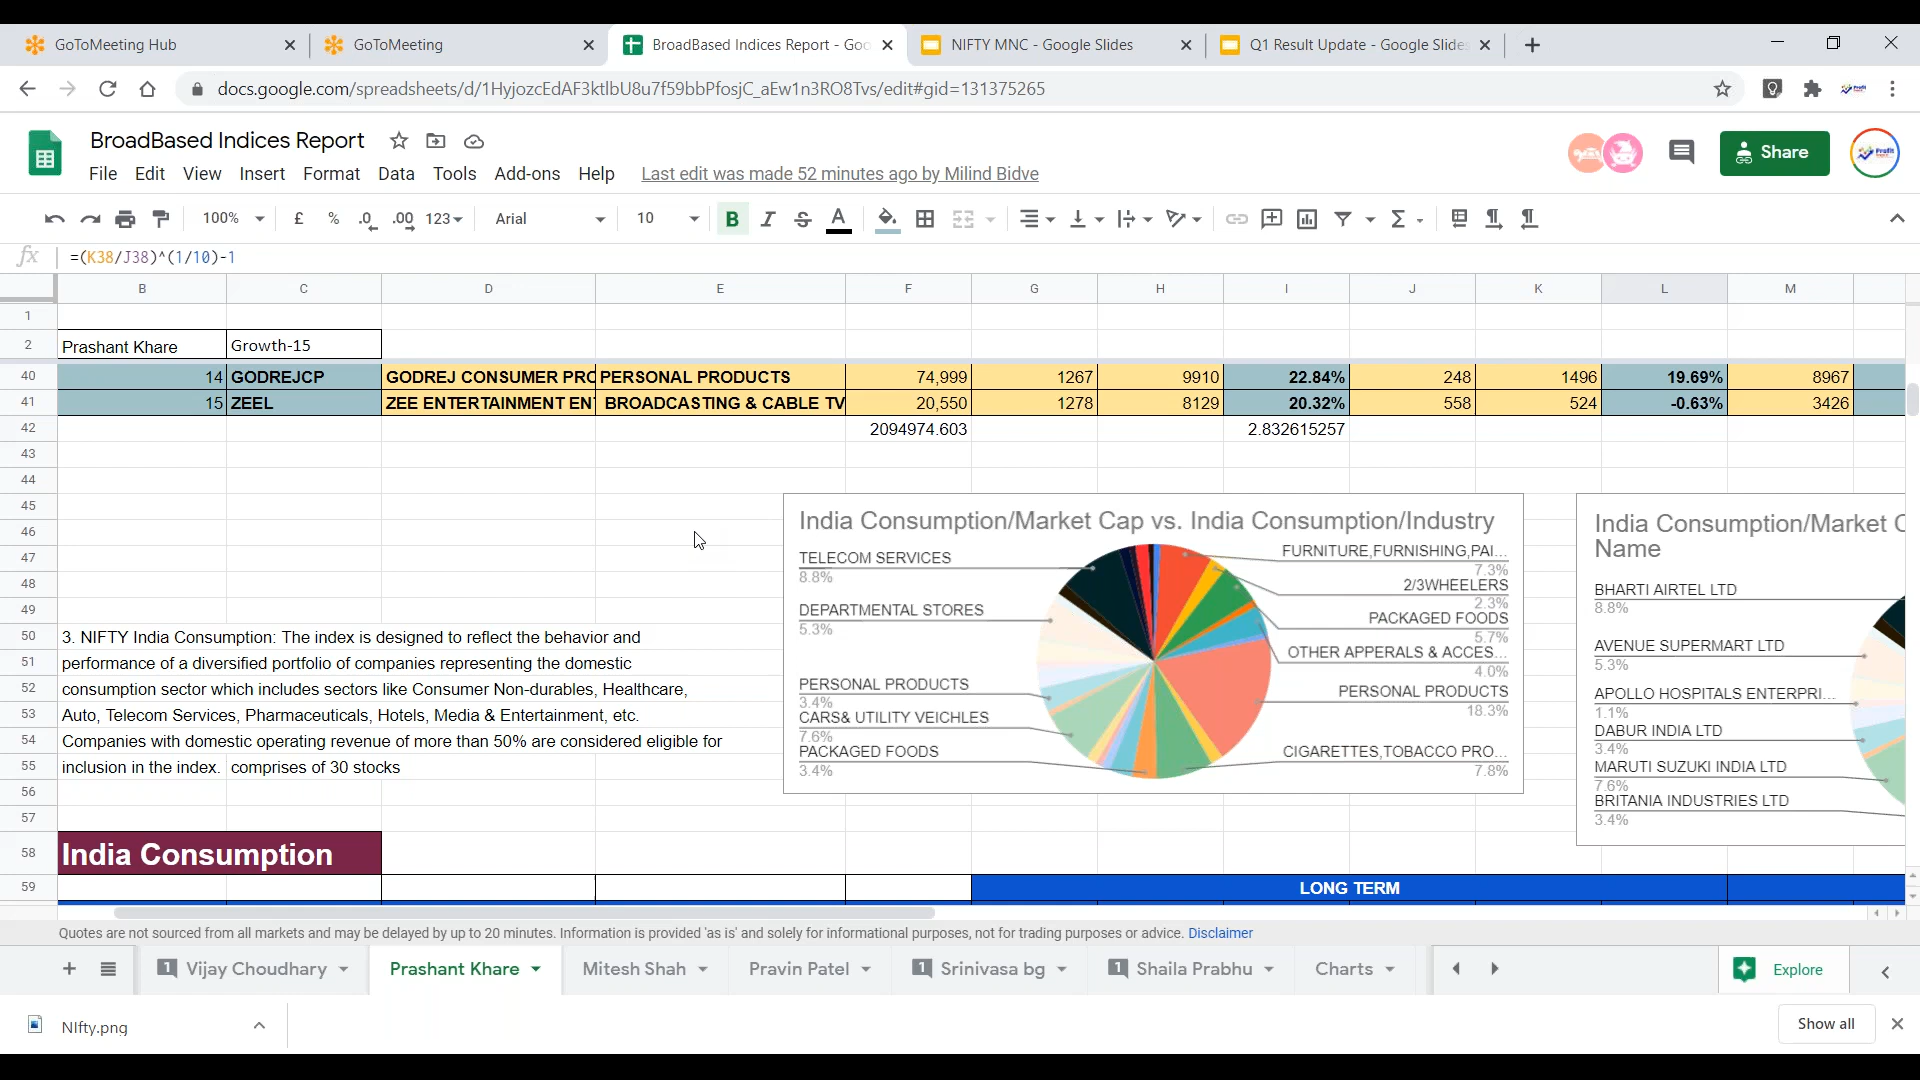 GoToMeeting Hub
GoToMeeting
BroadBased Indices Report - Goo
NIFTY MNC - Google Slides
Q1 Result Update - Google Slide
docs.google.com/spreadsheets/d/1HyjozcEdAF3ktlbU8u7f59bbPfosjC_aEw1n3RO8Tvs/edit#gid=131375265
BroadBased Indices Report
Share
File Edit View Insert Format Data Tools Add-ons Help Last edit was made 52 minutes ago by Milind Bidve
100% £ % .0 .00 123 Arial 10 B I S A
fx =(K38/J38)^(1/10)-1
B C D E F G H I J K L M
1
2 Prashant Khare Growth-15
40 14 GODREJCP GODREJ CONSUMER PRO PERSONAL PRODUCTS 74,999 1267 9910 22.84% 248 1496 19.69% 8967
41 15 ZEEL ZEE ENTERTAINMENT ENT BROADCASTING & CABLE TV 20,550 1278 8129 20.32% 558 524 -0.63% 3426
42 2094974.603 2.832615257
43
44
45
46
47
48
49
50 3. NIFTY India Consumption: The index is designed to reflect the behavior and
51 performance of a diversified portfolio of companies representing the domestic
52 consumption sector which includes sectors like Consumer Non-durables, Healthcare,
53 Auto, Telecom Services, Pharmaceuticals, Hotels, Media & Entertainment, etc.
54 Companies with domestic operating revenue of more than 50% are considered eligible for
55 inclusion in the index. comprises of 30 stocks
56
57
58 India Consumption
59 LONG TERM
India Consumption/Market Cap vs. India Consumption/Industry
TELECOM SERVICES
8.8%
DEPARTMENTAL STORES
5.3%
PERSONAL PRODUCTS
3.4%
CARS& UTILITY VEICHLES
7.6%
PACKAGED FOODS
3.4%
FURNITURE,FURNISHING,PAI...
7.3%
2/3WHEELERS
2.3%
PACKAGED FOODS
5.7%
OTHER APPERALS & ACCES...
4.0%
PERSONAL PRODUCTS
18.3%
CIGARETTES,TOBACCO PRO...
7.8%
India Consumption/Market C
Name
BHARTI AIRTEL LTD
8.8%
AVENUE SUPERMART LTD
5.3%
APOLLO HOSPITALS ENTERPRI...
1.1%
DABUR INDIA LTD
3.4%
MARUTI SUZUKI INDIA LTD
7.6%
BRITANIA INDUSTRIES LTD
3.4%
Quotes are not sourced from all markets and may be delayed by up to 20 minutes. Information is provided 'as is' and solely for informational purposes, not for trading purposes or advice. Disclaimer
1 Vijay Choudhary Prashant Khare Mitesh Shah Pravin Patel 1 Srinivasa bg 1 Shaila Prabhu Charts Explore
NIfty.png
Show all